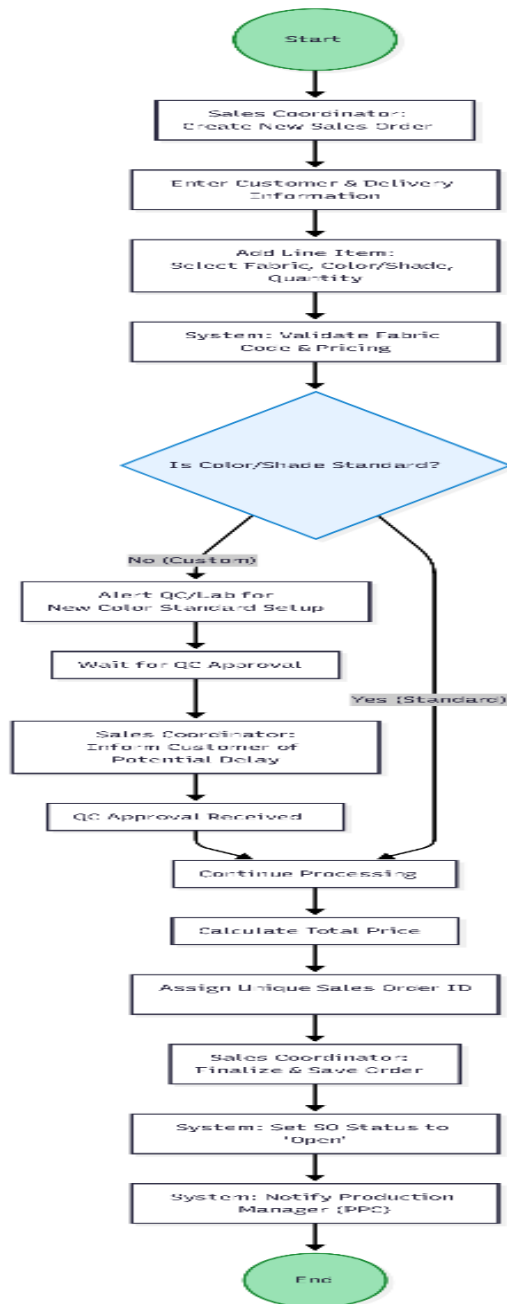 Start
Sales Coordinator:
Create New Sales Order
Enter Customer & Delivery
Information
Add Line Item:
Select Fabric, Color/Shade,
Quantity
System: Validate Fabric
Code & Pricing
Is Color/Shade Standard?
No (Custom)
Alert QC/Lab for
New Color Standard Setup
Wait for QC Approval
Yes (Standard)
Sales Coordinator:
Inform Customer of
Potential Delay
QC Approval Received
Continue Processing
Calculate Total Price
Assign Unique Sales Order ID
Sales Coordinator:
Finalize & Save Order
System: Set SO Status to
'Open'
System: Notify Production
Manager (PPC)
End